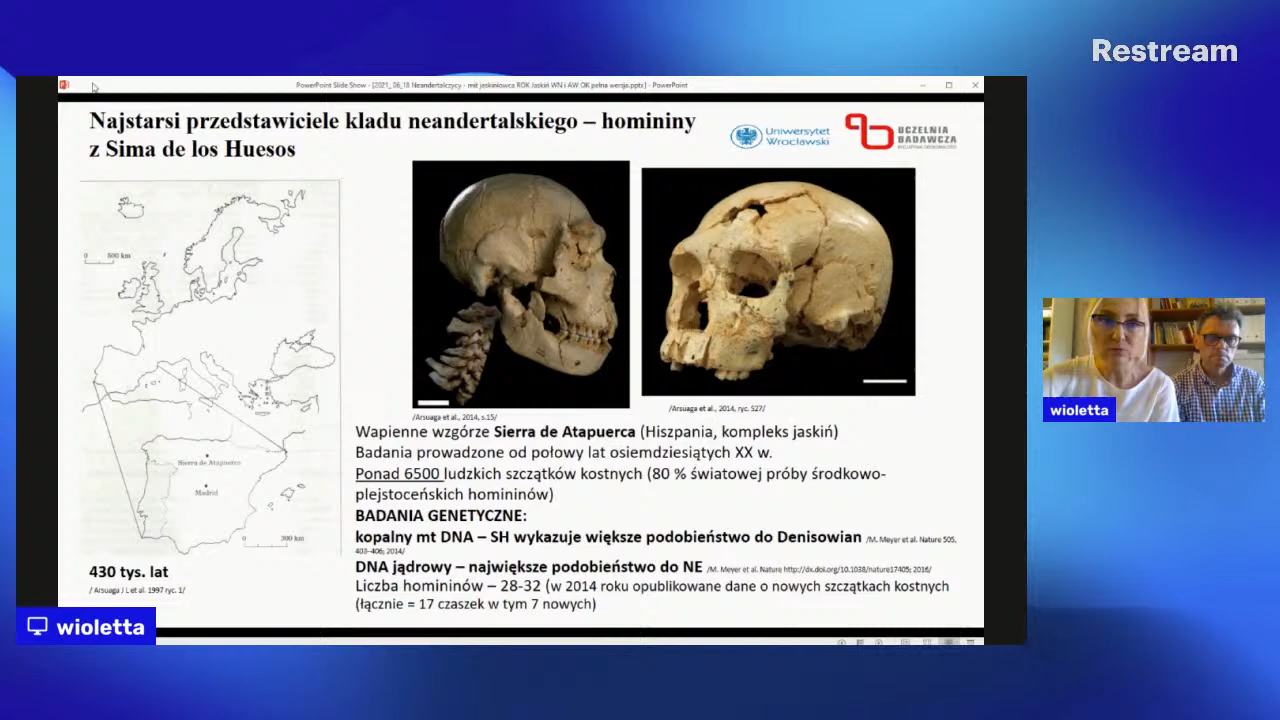 Restream
PowerPoint Slide Show - [2021_ 06_18 Neandertalczycy - mit jaskiniowca ROK Jaskiń WN i AW OK pełna wersja.pptx] - PowerPoint
Najstarsi przedstawiciele kladu neandertalskiego – homininy
z Sima de los Huesos
Uniwersytet
Wrocławski
UCZELNIA
BADAWCZA
0 500 km
Sierra de Atapuerco
Madrid
0 300 km
430 tys. lat
/ Arsuaga J L et al. 1997 ryc. 1/
/Arsuaga et al., 2014, s.15/
/Arsuaga et al., 2014, ryc. S27/
Wapienne wzgórze Sierra de Atapuerca (Hiszpania, kompleks jaskiń)
Badania prowadzone od połowy lat osiemdziesiątych XX w.
Ponad 6500 ludzkich szczątków kostnych (80 % światowej próby środkowo-
plejstoceńskich homininów)
BADANIA GENETYCZNE:
kopalny mt DNA – SH wykazuje większe podobieństwo do Denisowian /M. Meyer et al. Nature 505,
403–406; 2014/
DNA jądrowy – największe podobieństwo do NE /M. Meyer et al. Nature http://dx.doi.org/10.1038/nature17405; 2016/
Liczba homininów – 28-32 (w 2014 roku opublikowane dane o nowych szczątkach kostnych
(łącznie = 17 czaszek w tym 7 nowych)
wioletta
wioletta